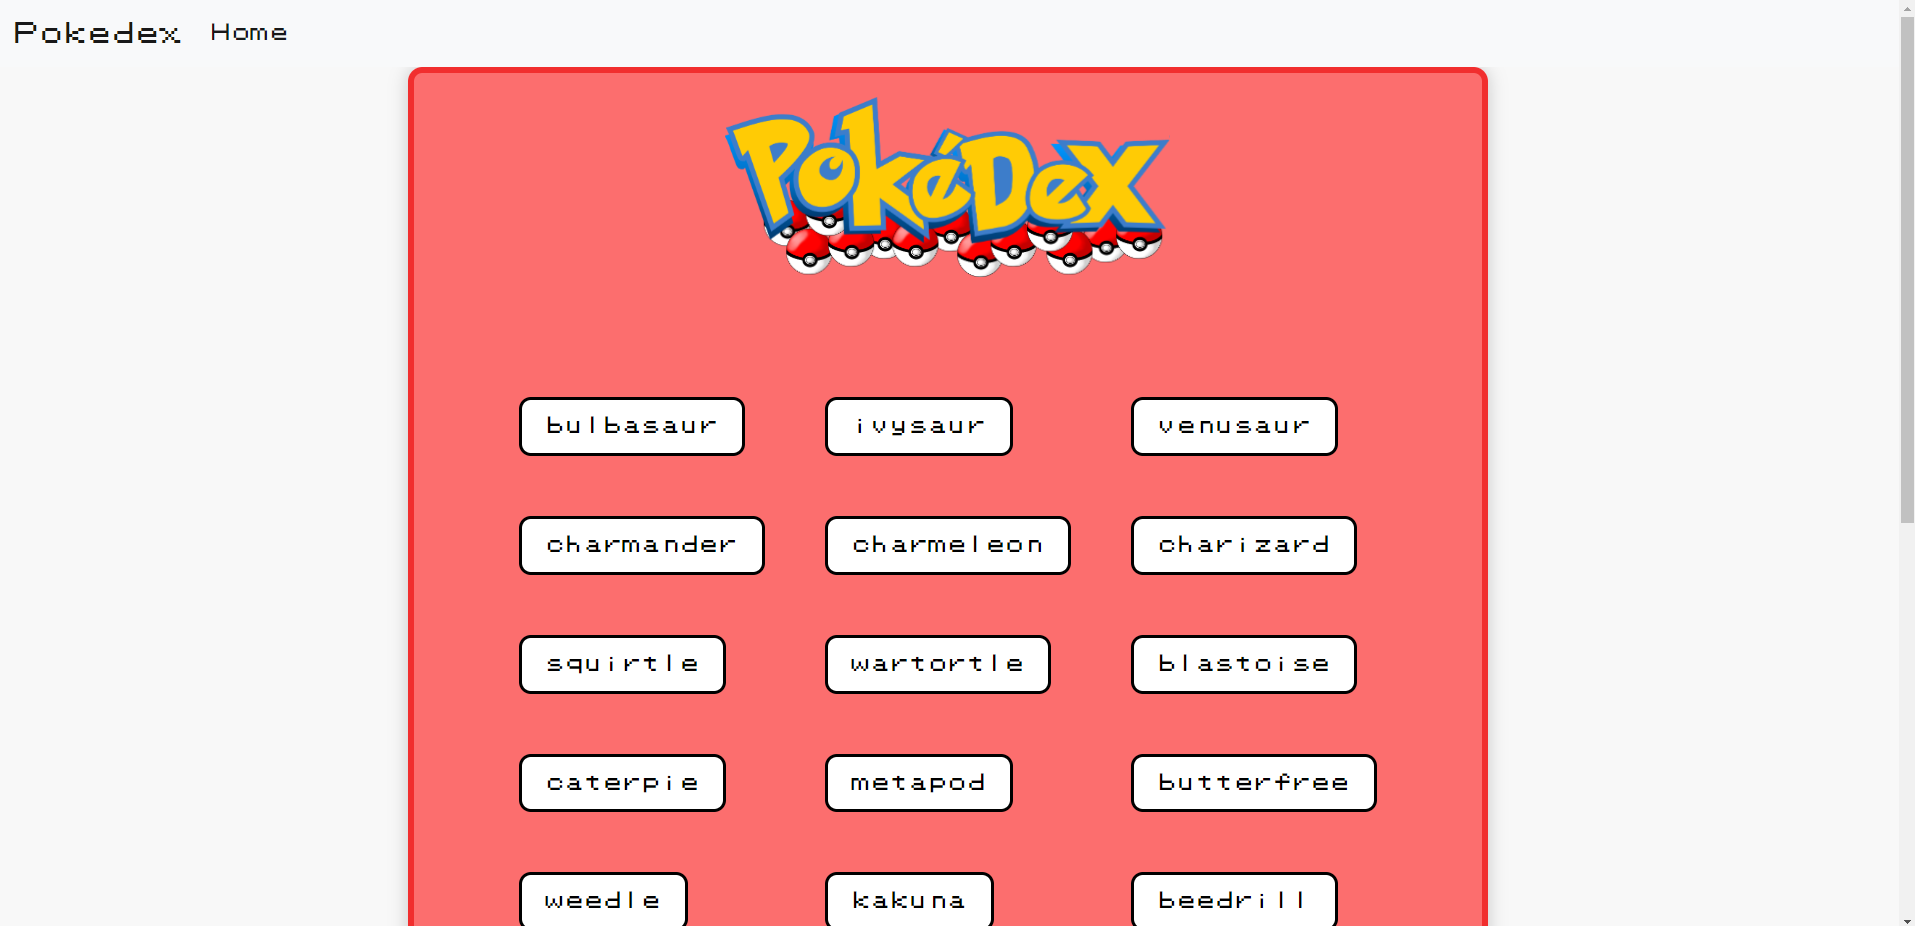 Pokedex Home
PokéDex
bulbasaur ivysaur venusaur
charmander charmeleon charizard
squirtle wartortle blastoise
caterpie metapod butterfree
weedle kakuna beedrill